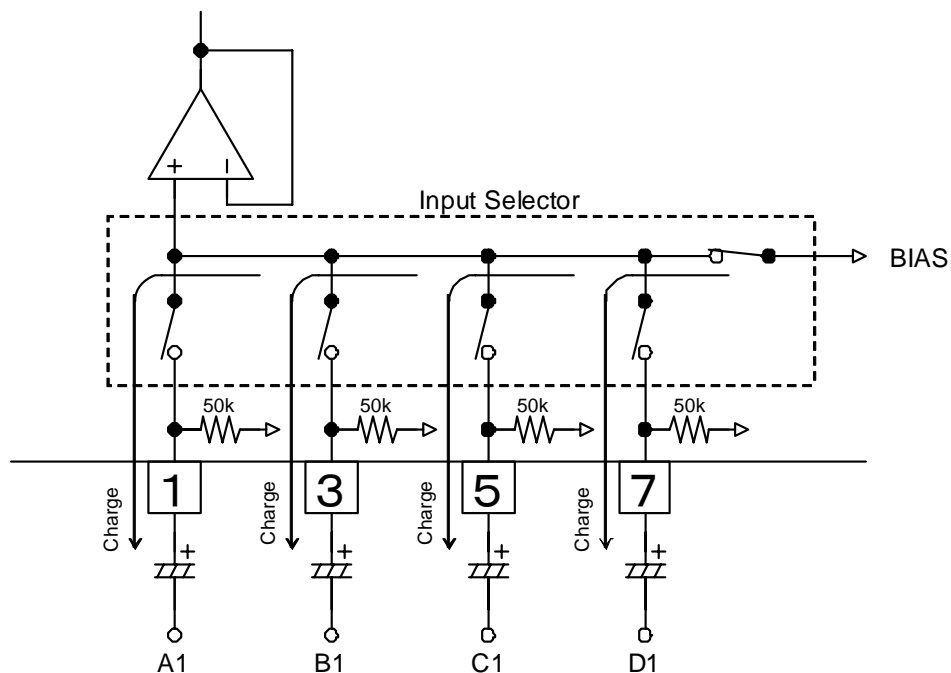 + −
Input Selector
BIAS
50k 50k 50k 50k
1 3 5 7
Charge Charge Charge Charge
+ + + +
A1 B1 C1 D1